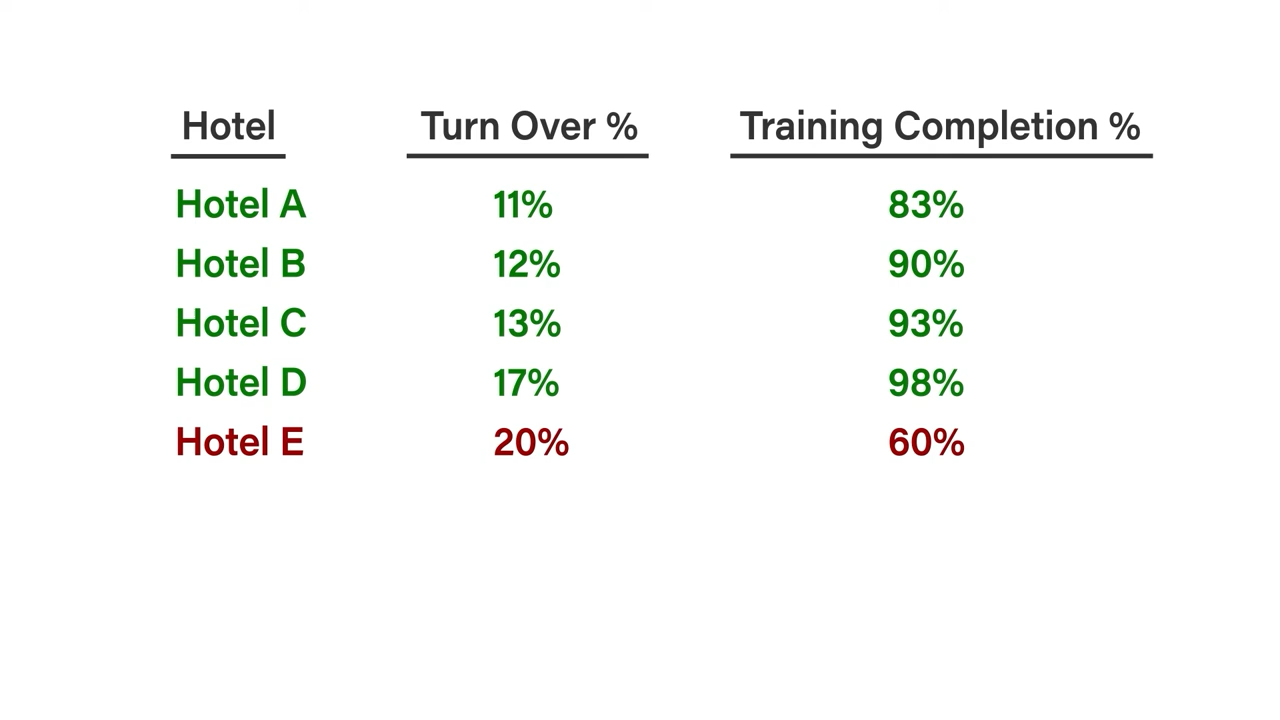 Hotel Turn Over % Training Completion %
Hotel A 11% 83%
Hotel B 12% 90%
Hotel C 13% 93%
Hotel D 17% 98%
Hotel E 20% 60%